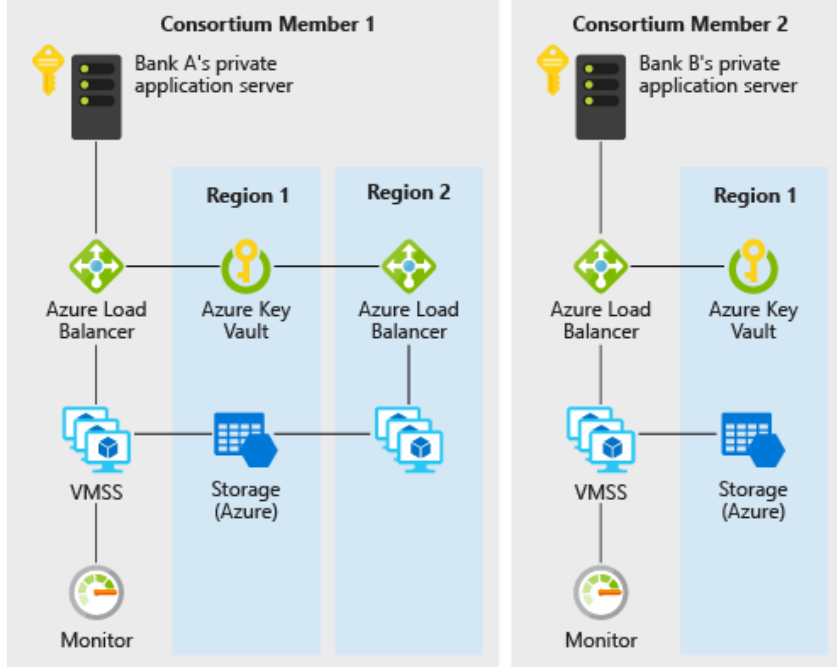 Consortium Member 1
Bank A's private
application server
Region 1
Region 2
Azure Load
Balancer
Azure Key
Vault
Azure Load
Balancer
VMSS
Storage
(Azure)
Monitor
Consortium Member 2
Bank B's private
application server
Region 1
Azure Load
Balancer
Azure Key
Vault
VMSS
Storage
(Azure)
Monitor